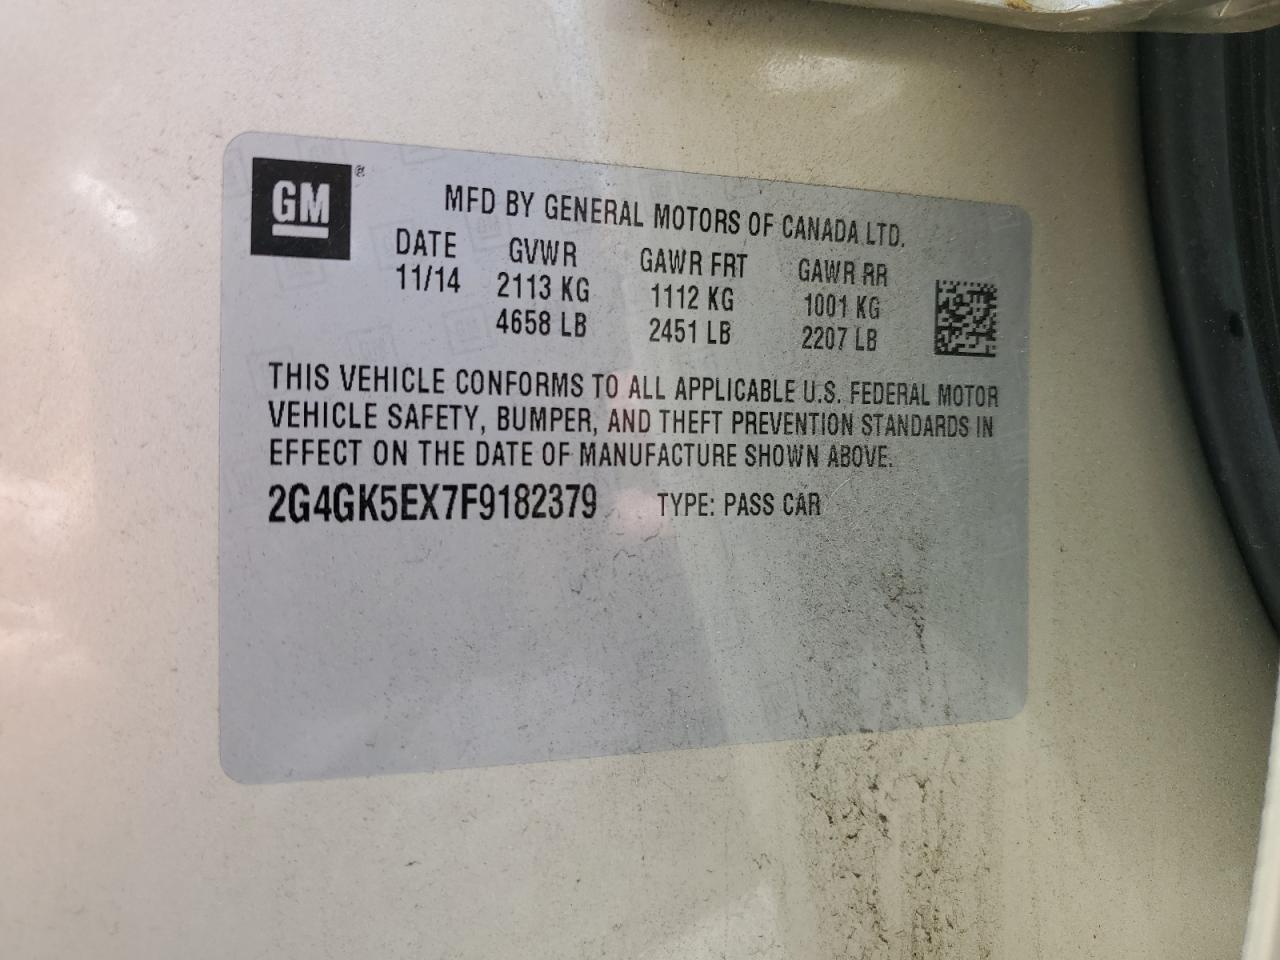 GM ®
MFD BY GENERAL MOTORS OF CANADA LTD.
DATE GVWR GAWR FRT GAWR RR
11/14 2113 KG 1112 KG 1001 KG
4658 LB 2451 LB 2207 LB
THIS VEHICLE CONFORMS TO ALL APPLICABLE U.S. FEDERAL MOTOR
VEHICLE SAFETY, BUMPER, AND THEFT PREVENTION STANDARDS IN
EFFECT ON THE DATE OF MANUFACTURE SHOWN ABOVE.
2G4GK5EX7F9182379 TYPE: PASS CAR